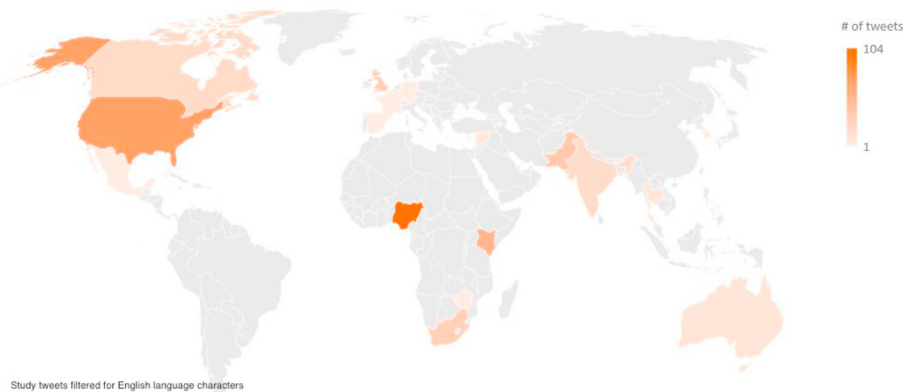 # of tweets
104
1
Study tweets filtered for English language characters